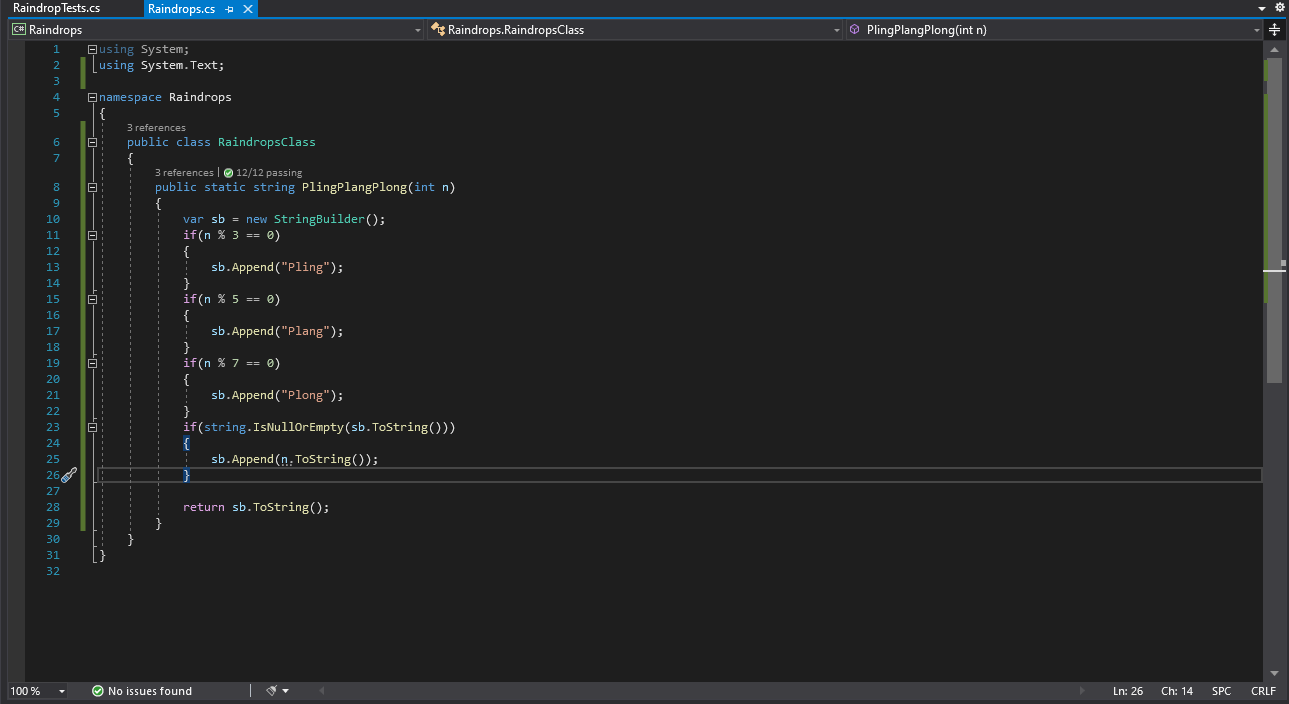 RaindropTests.cs Raindrops.cs
C# Raindrops Raindrops.RaindropsClass PlingPlangPlong(int n)
1 using System;
2 using System.Text;
3
4 namespace Raindrops
5 {
3 references
6 public class RaindropsClass
7 {
3 references | 12/12 passing
8 public static string PlingPlangPlong(int n)
9 {
10 var sb = new StringBuilder();
11 if(n % 3 == 0)
12 {
13 sb.Append("Pling");
14 }
15 if(n % 5 == 0)
16 {
17 sb.Append("Plang");
18 }
19 if(n % 7 == 0)
20 {
21 sb.Append("Plong");
22 }
23 if(string.IsNullOrEmpty(sb.ToString()))
24 {
25 sb.Append(n.ToString());
26 }
27
28 return sb.ToString();
29 }
30 }
31 }
32
100 % No issues found Ln: 26 Ch: 14 SPC CRLF